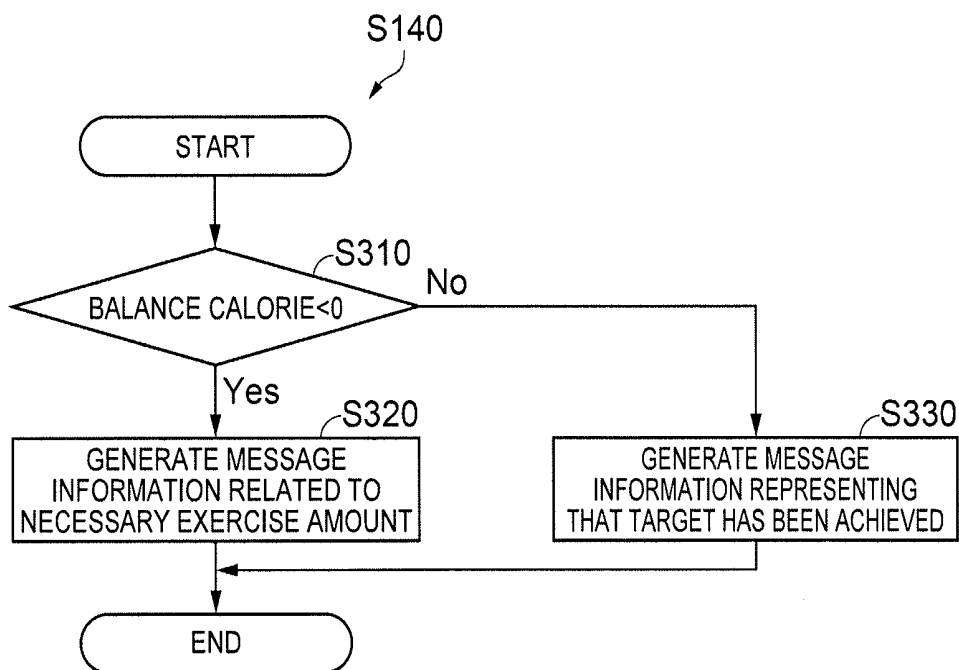 S140
START
S310
BALANCE CALORIE<0
No
Yes
S320
GENERATE MESSAGE
INFORMATION RELATED TO
NECESSARY EXERCISE AMOUNT
S330
GENERATE MESSAGE
INFORMATION REPRESENTING
THAT TARGET HAS BEEN ACHIEVED
END